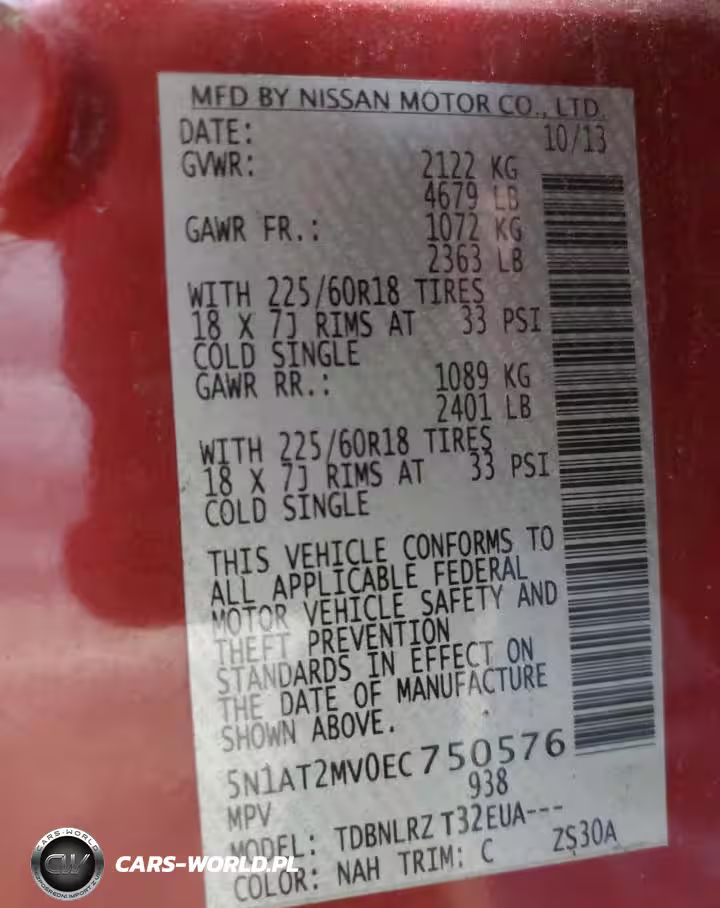 MFD BY NISSAN MOTOR CO., LTD.
DATE: 10/13
GVWR: 2122 KG
4679 LB
GAWR FR.: 1072 KG
2363 LB
WITH 225/60R18 TIRES
18 X 7J RIMS AT 33 PSI
COLD SINGLE
GAWR RR.: 1089 KG
2401 LB
WITH 225/60R18 TIRES
18 X 7J RIMS AT 33 PSI
COLD SINGLE
THIS VEHICLE CONFORMS TO
ALL APPLICABLE FEDERAL
MOTOR VEHICLE SAFETY AND
THEFT PREVENTION
STANDARDS IN EFFECT ON
THE DATE OF MANUFACTURE
SHOWN ABOVE.
5N1AT2MV0EC750576
MPV 938
MODEL: TDBNLRZ T32EUA---
COLOR: NAH TRIM: C ZS30A
CARS-WORLD
CW
CARS-WORLD.PL